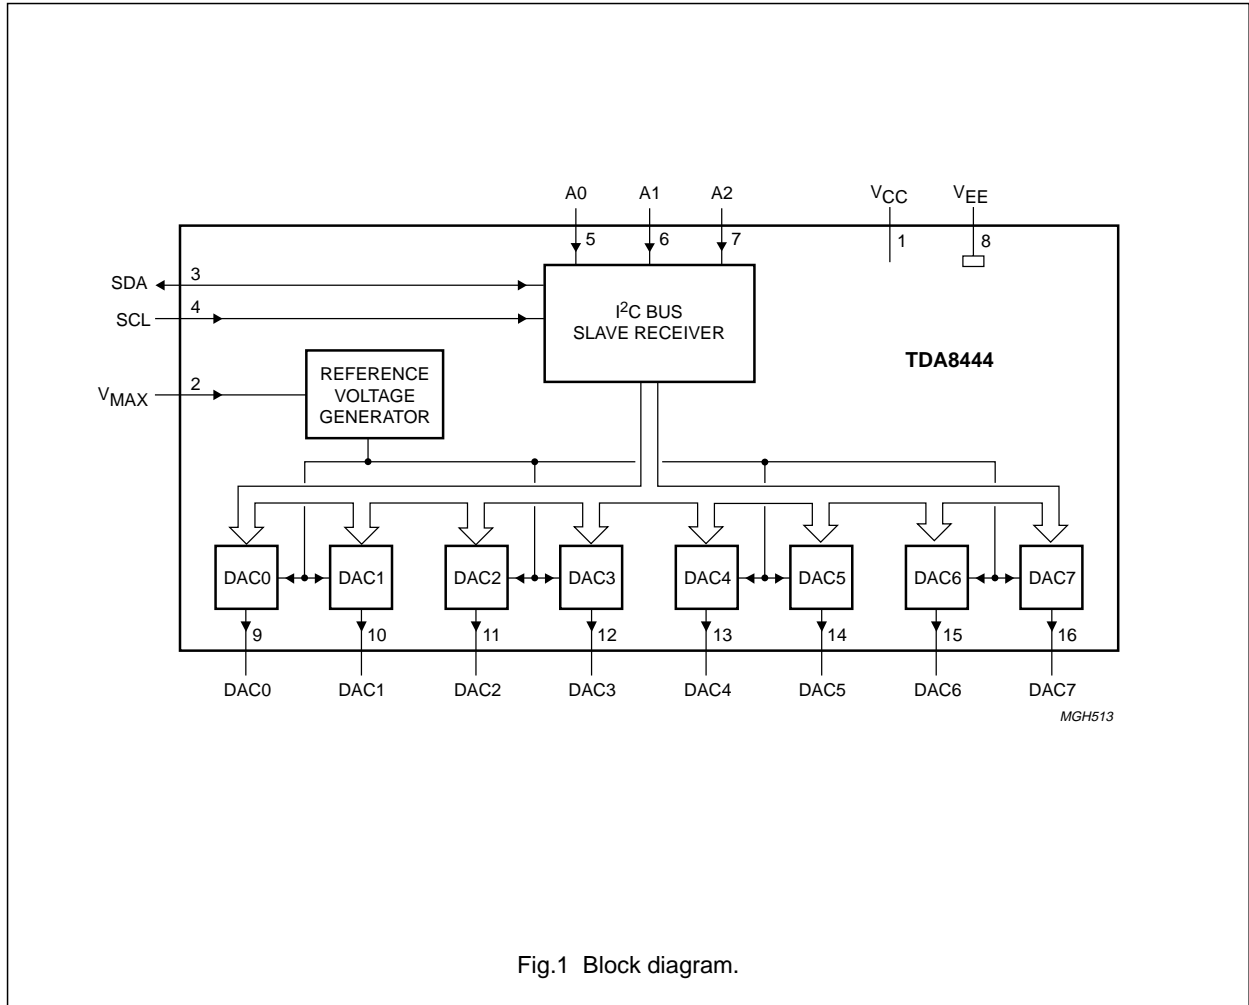 A0 A1 A2 VCC VEE
5 6 7 1 8
SDA 3
SCL 4
I2C BUS
SLAVE RECEIVER
TDA8444
VMAX 2
REFERENCE
VOLTAGE
GENERATOR
DAC0 DAC1 DAC2 DAC3 DAC4 DAC5 DAC6 DAC7
9 10 11 12 13 14 15 16
DAC0 DAC1 DAC2 DAC3 DAC4 DAC5 DAC6 DAC7
MGH513
Fig.1 Block diagram.